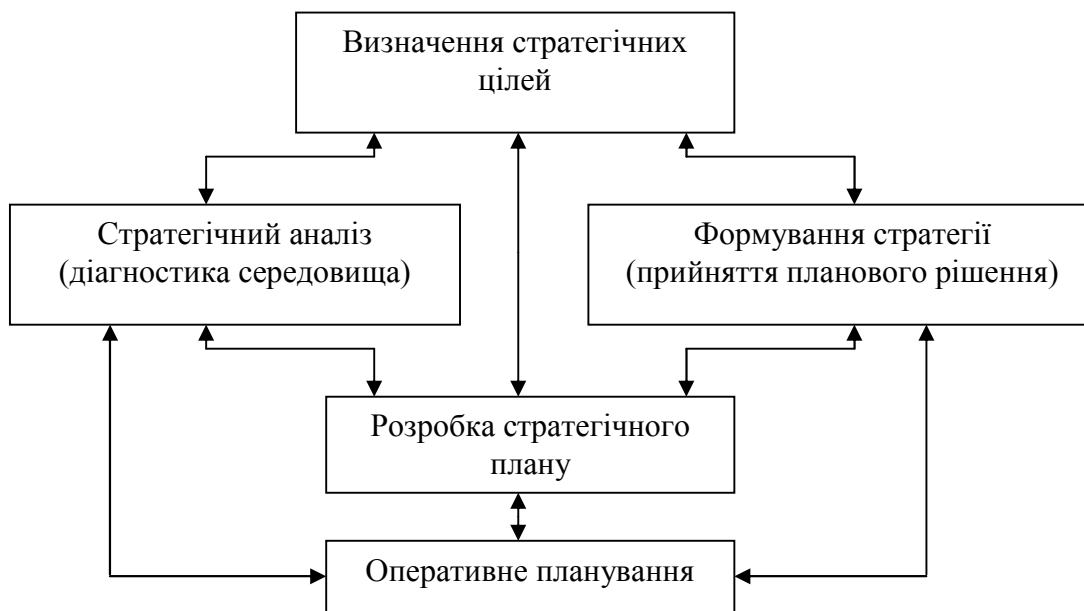 Визначення стратегічних
цілей
Стратегічний аналіз
(діагностика середовища)
Формування стратегії
(прийняття планового рішення)
Розробка стратегічного
плану
Оперативне планування